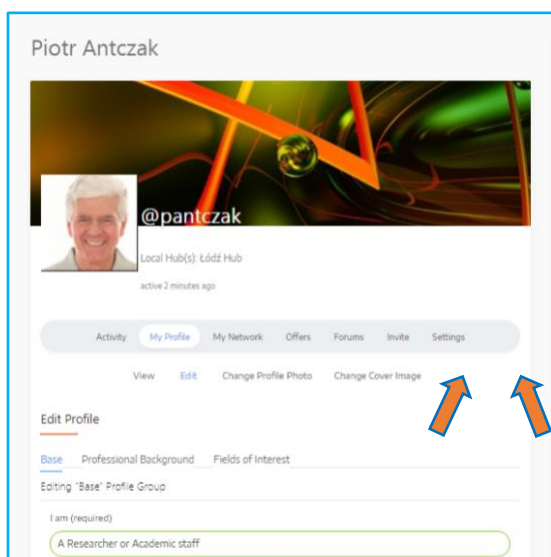 Piotr Antczak
@pantczak
Local Hub(s): Łódź Hub
active 2 minutes ago
Activity My Profile My Network Offers Forums Invite Settings
View Edit Change Profile Photo Change Cover Image
Edit Profile
Base Professional Background Fields of Interest
Editing "Base" Profile Group
I am (required)
A Researcher or Academic staff